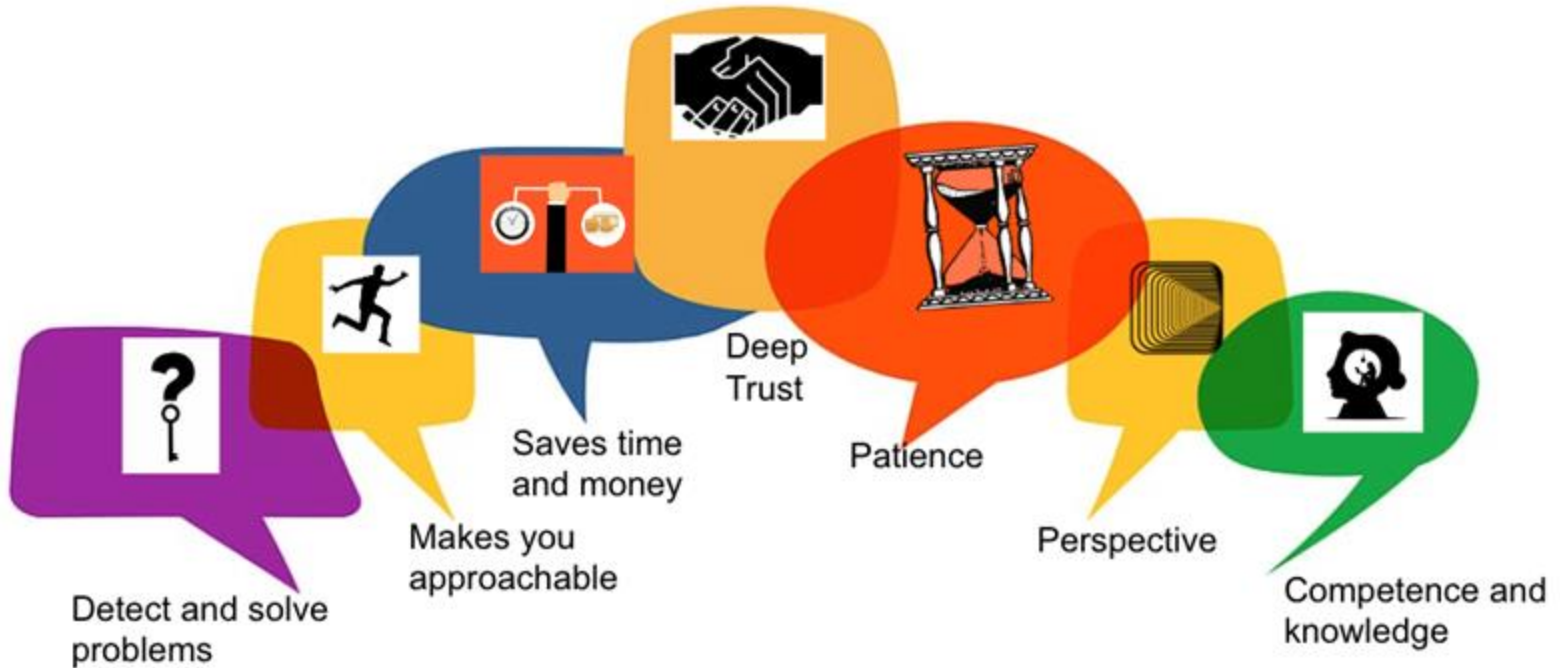 Detect and solve
problems
Makes you
approachable
Saves time
and money
Deep
Trust
Patience
Perspective
Competence and
knowledge